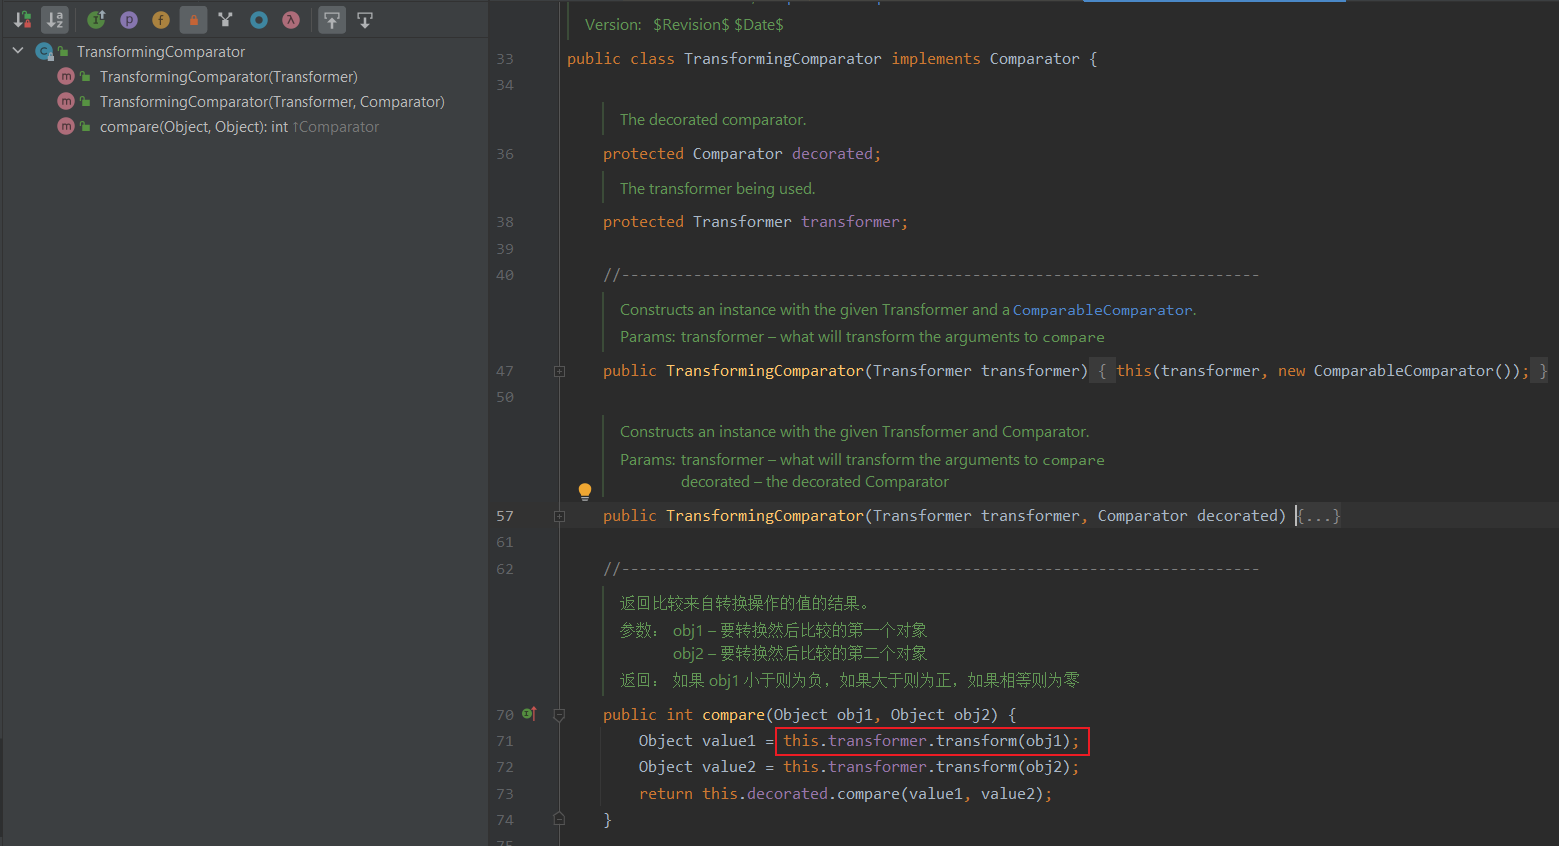 TransformingComparator
TransformingComparator(Transformer)
TransformingComparator(Transformer, Comparator)
compare(Object, Object): int ↑Comparator
Version: $Revision$ $Date$
33 public class TransformingComparator implements Comparator {
34
The decorated comparator.
36 protected Comparator decorated;
The transformer being used.
38 protected Transformer transformer;
39
40 //-----------------------------------------------------------------------
Constructs an instance with the given Transformer and a ComparableComparator.
Params: transformer – what will transform the arguments to compare
47 public TransformingComparator(Transformer transformer) { this(transformer, new ComparableComparator()); }
50
Constructs an instance with the given Transformer and Comparator.
Params: transformer – what will transform the arguments to compare
decorated – the decorated Comparator
57 public TransformingComparator(Transformer transformer, Comparator decorated) {...}
61
62 //-----------------------------------------------------------------------
返回比较来自转换操作的值的结果。
参数： obj1 – 要转换然后比较的第一个对象
obj2 – 要转换然后比较的第二个对象
返回： 如果 obj1 小于则为负，如果大于则为正，如果相等则为零
70 public int compare(Object obj1, Object obj2) {
71 Object value1 = this.transformer.transform(obj1);
72 Object value2 = this.transformer.transform(obj2);
73 return this.decorated.compare(value1, value2);
74 }